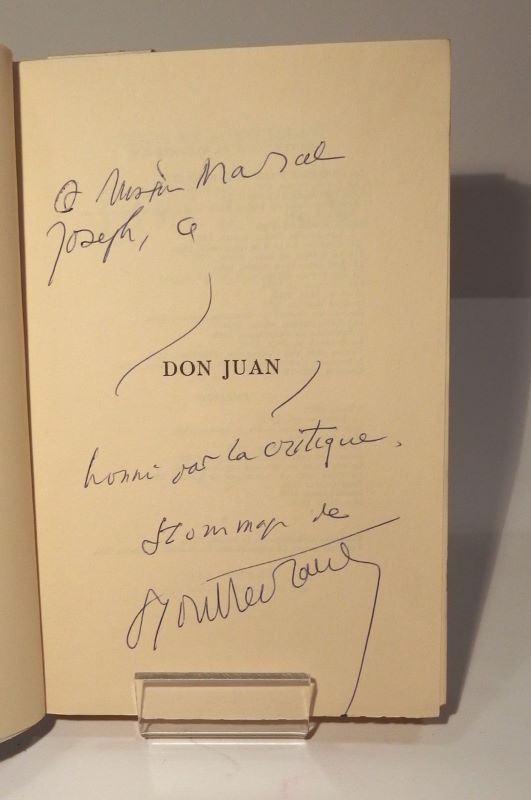 à Marcel
Joseph, ce
DON JUAN
honni par la critique.
Hommage de
Montherlant